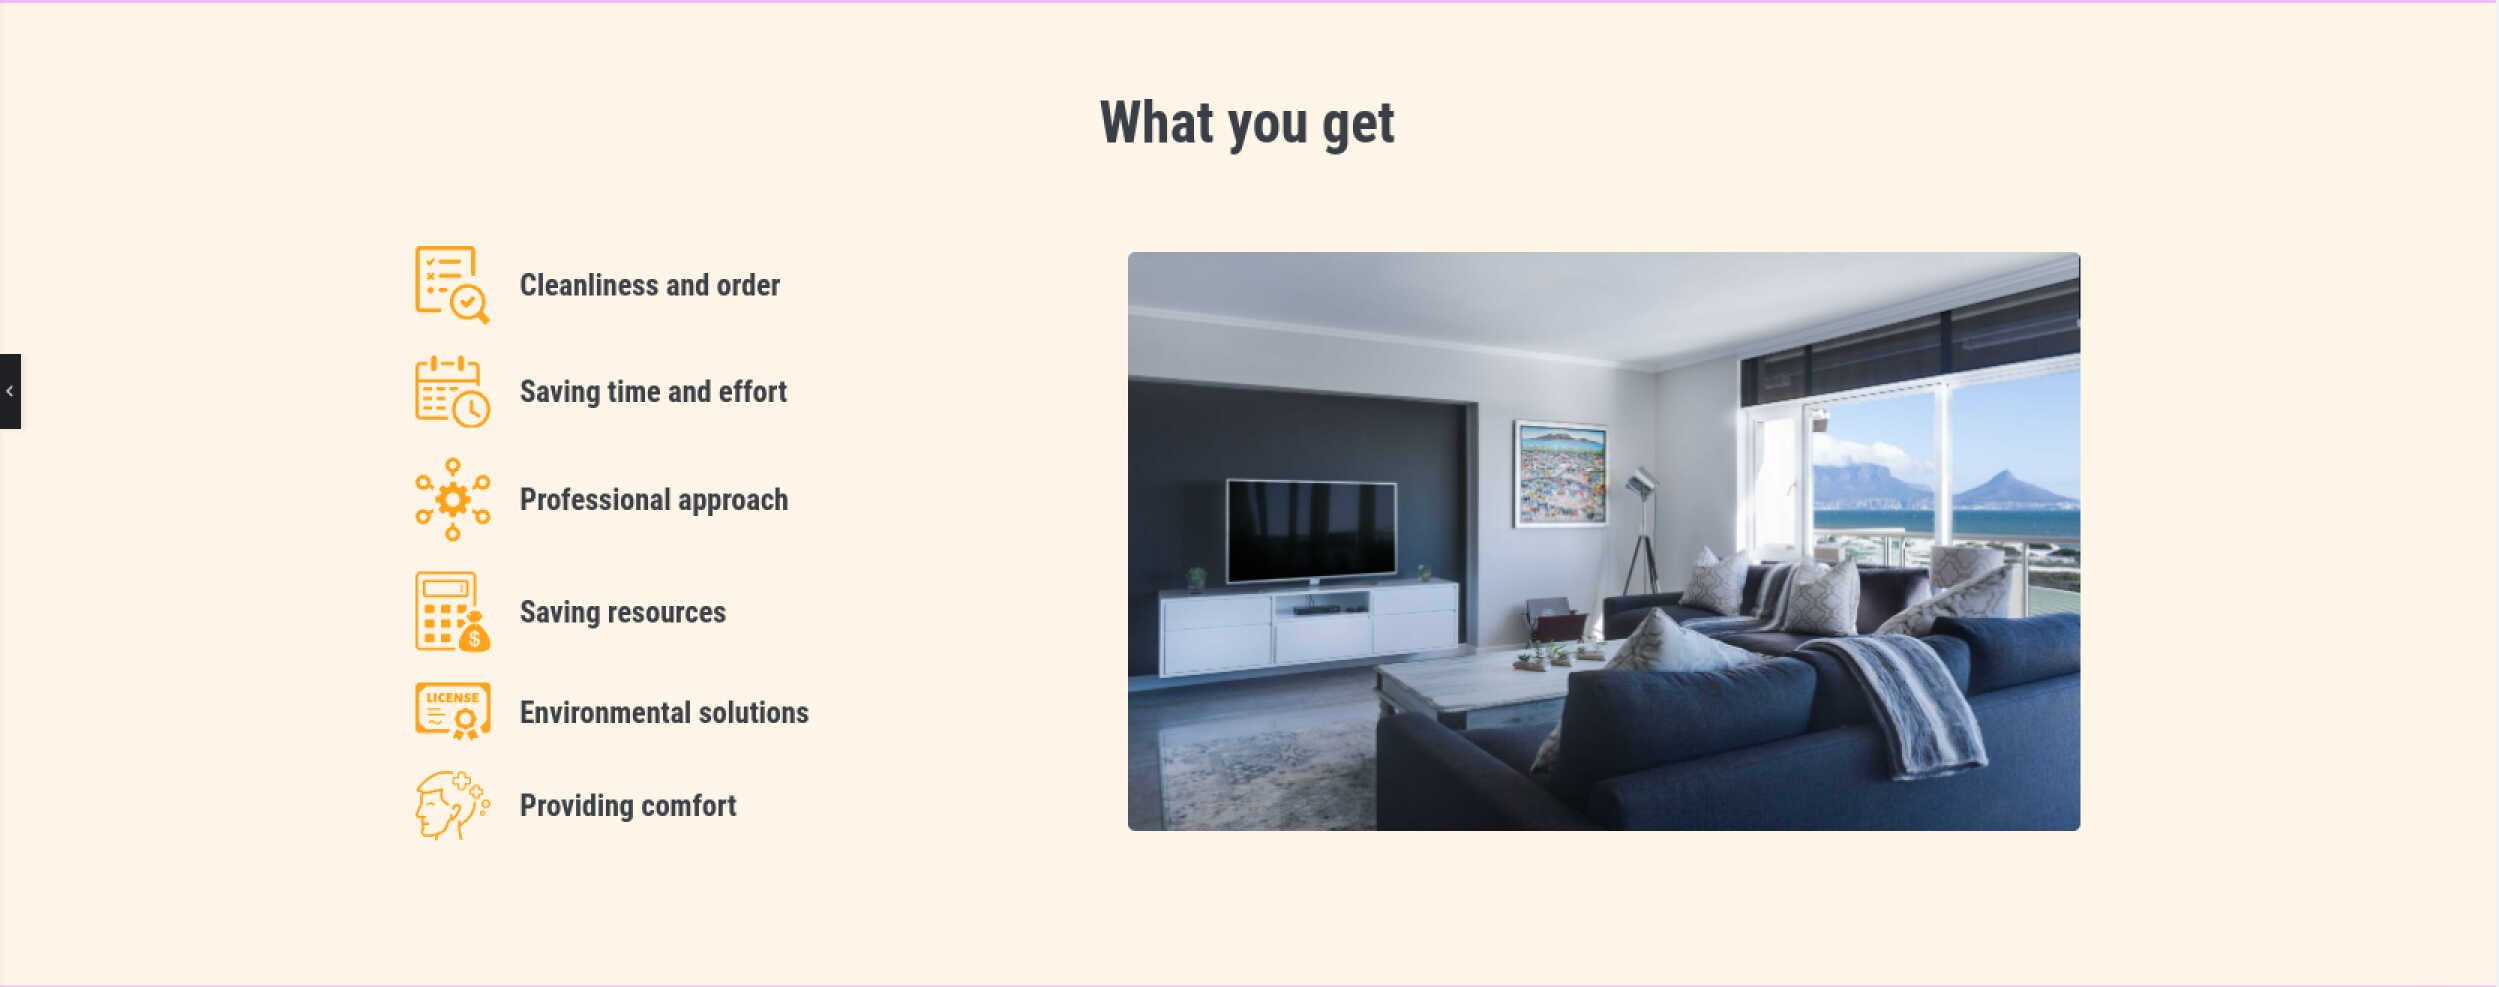 What you get
Cleanliness and order
Saving time and effort
Professional approach
Saving resources
$
LICENSE
Environmental solutions
Providing comfort